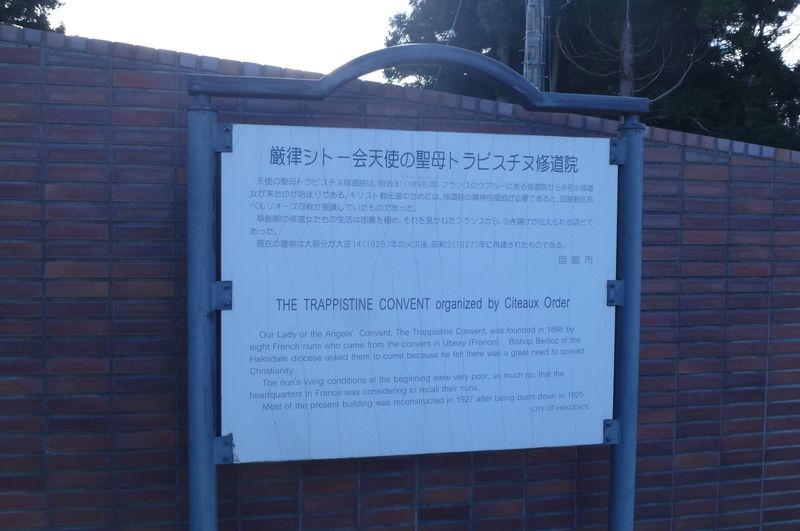 厳律シトー会天使の聖母トラピスチヌ修道院
天使の聖母トラピスチヌ修道院は、明治31(1898)年、フランスのウプシーにある修道院から8名の修道
女が来たのが始まりである。キリスト教伝道のためには、修道院の精神的援助が必要であると、函館教区長
ベルリオーズ司教が要請していたものであった。
草創期の修道女たちの生活は困難を極め、それを見かねたフランスから、引き揚げが伝えられるほどで
あった。
現在の建物は大部分が大正14(1925)年の火災後、昭和2(1927)年に再建されたものである。
函館市
THE TRAPPISTINE CONVENT organized by Citeaux Order
Our Lady of the Angels' Convent, The Trappistine Convent, was founded in 1898 by
eight French nuns who came from the convent in Ubexy (France). Bishop Berlioz of the
Hakodate diocese asked them to come because he felt there was a great need to spread
Christianity.
The nun's living conditions at the beginning were very poor, so much so, that the
headquarters in France was considering to recall their nuns.
Most of the present building was reconstructed in 1927 after being burnt down in 1925.
CITY OF HAKODATE